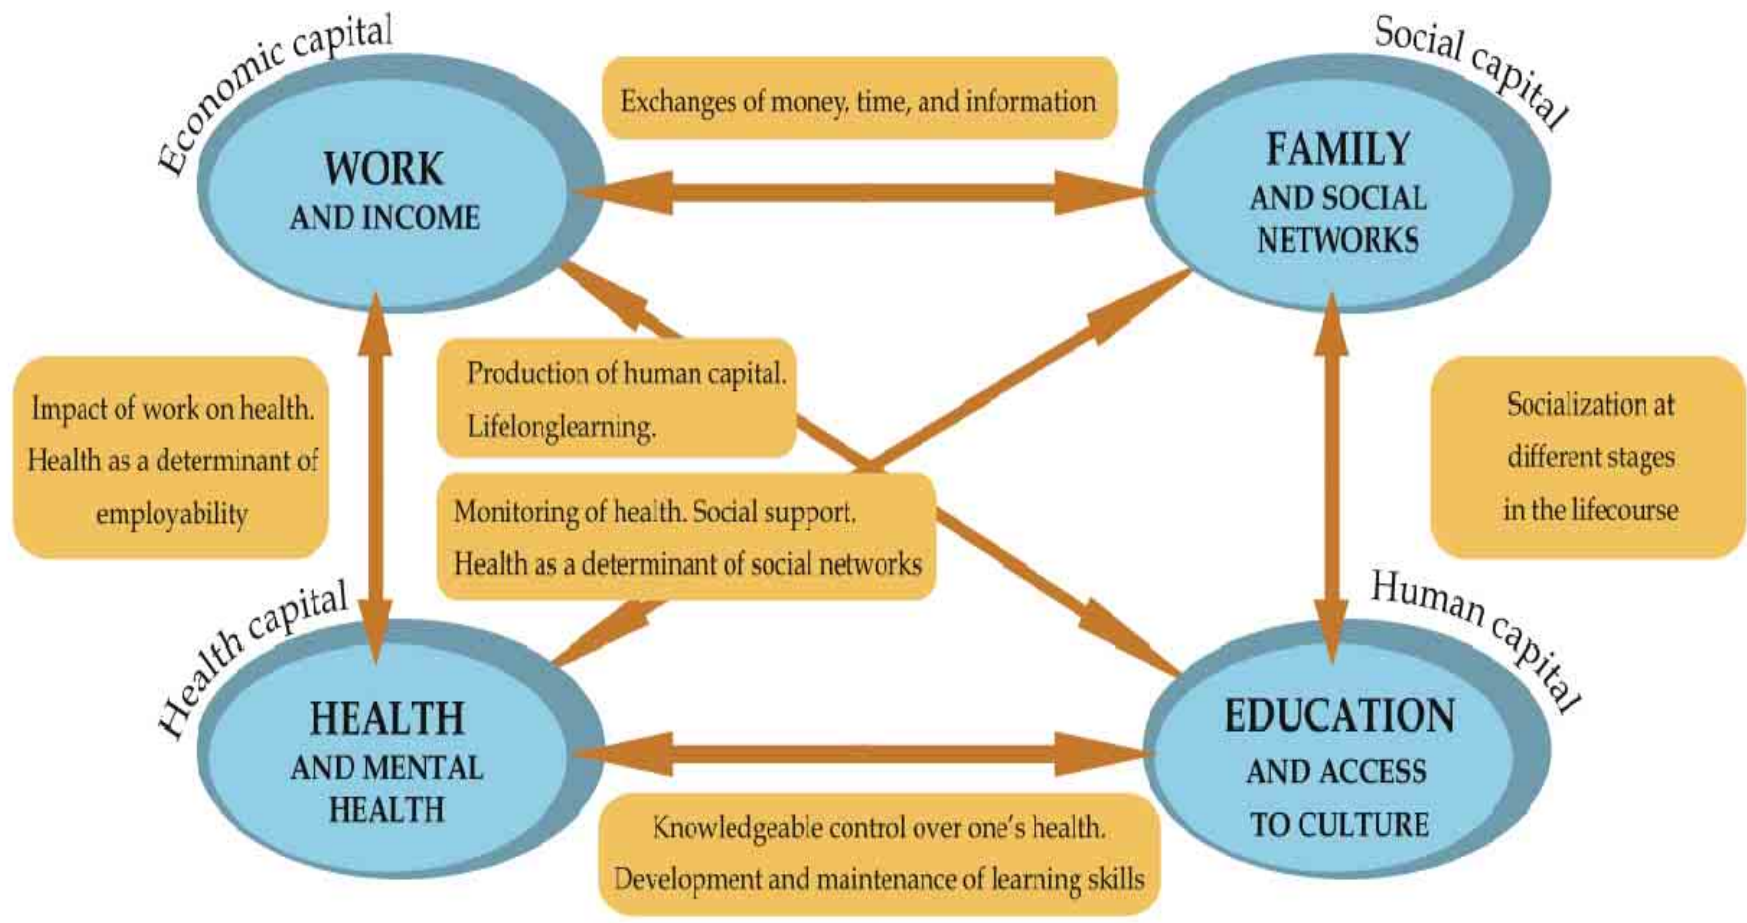 Economic capital
Social capital
Exchanges of money, time, and information
WORK
AND INCOME
FAMILY
AND SOCIAL
NETWORKS
Impact of work on health.
Health as a determinant of
employability
Production of human capital.
Lifelonglearning.
Monitoring of health. Social support.
Health as a determinant of social networks
Socialization at
different stages
in the lifecourse
Health capital
Human capital
HEALTH
AND MENTAL
HEALTH
EDUCATION
AND ACCESS
TO CULTURE
Knowledgeable control over one's health.
Development and maintenance of learning skills